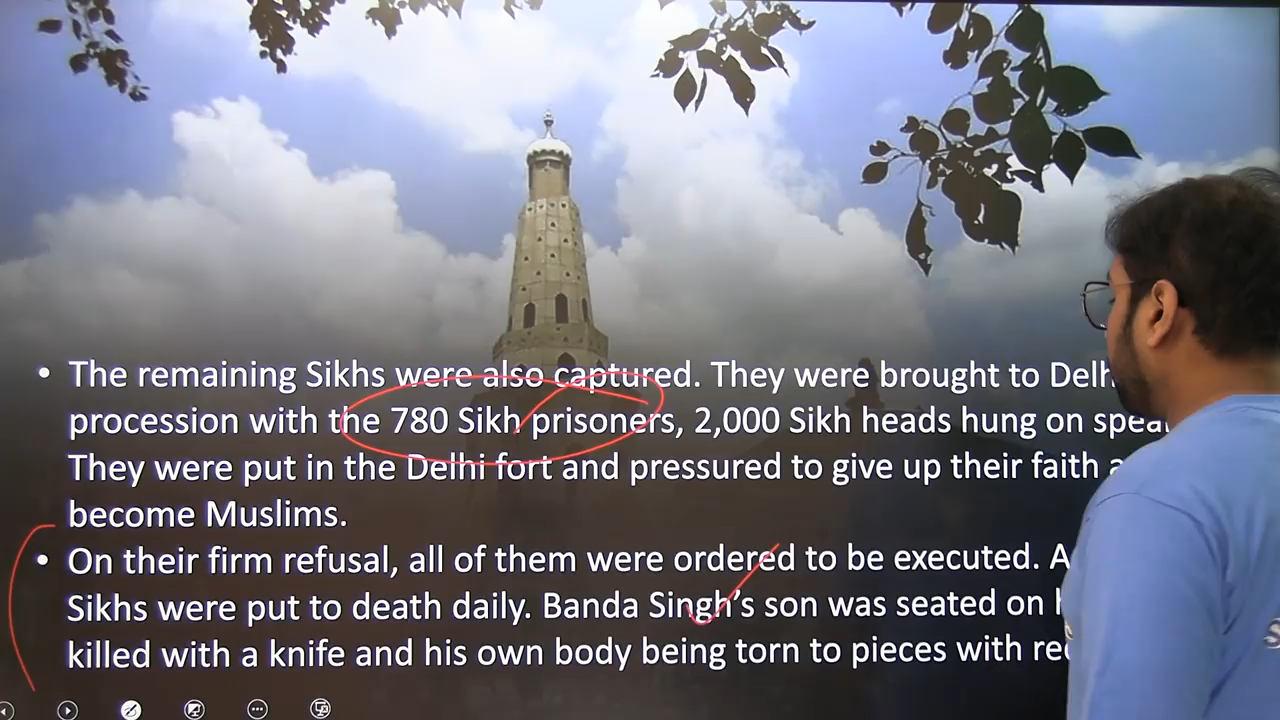 • The remaining Sikhs were also captured. They were brought to Delh
procession with the 780 Sikh prisoners, 2,000 Sikh heads hung on
They were put in the Delhi fort and pressured to give up their faith
become Muslims.
• On their firm refusal, all of them were ordered to be executed.
Sikhs were put to death daily. Banda Singh's son was seated on
killed with a knife and his own body being torn to pieces with